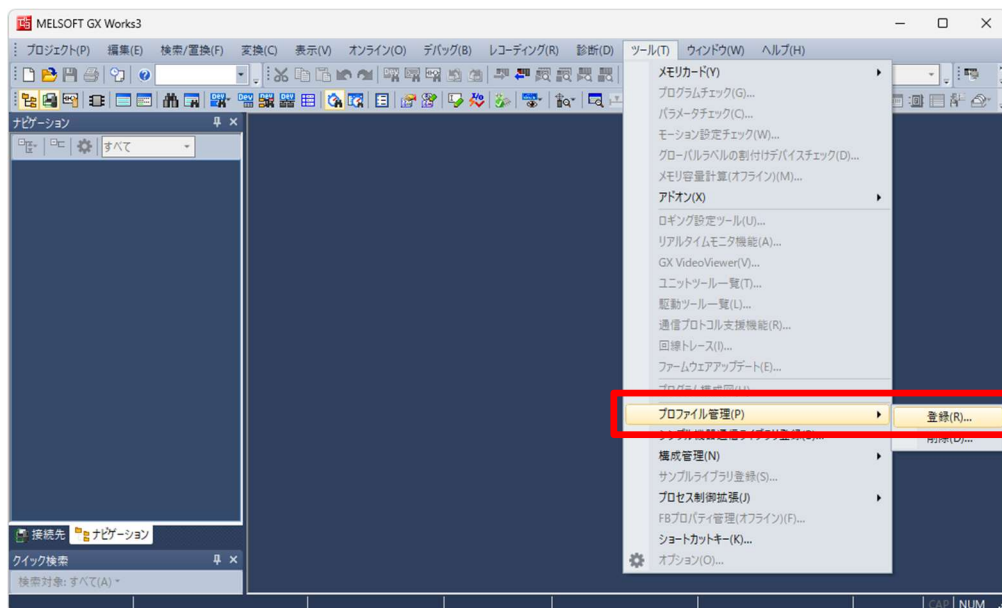 MELSOFT GX Works3
プロジェクト(P) 編集(E) 検索/置換(F) 変換(C) 表示(V) オンライン(O) デバッグ(B) レコーディング(R) 診断(D) ツール(T) ウィンドウ(W) ヘルプ(H)
ナビゲーション
すべて
メモリカード(Y)
プログラムチェック(G)...
パラメータチェック(C)...
モーション設定チェック(W)...
グローバルラベルの割付けデバイスチェック(D)...
メモリ容量計算(オフライン)(M)...
アドオン(X)
ロギング設定ツール(U)...
リアルタイムモニタ機能(A)...
GX VideoViewer(V)...
ユニットツール一覧(T)...
駆動ツール一覧(L)...
通信プロトコル支援機能(R)...
回線トレース(I)...
ファームウェアアップデート(E)...
プロファイル管理(P)
登録(R)...
削除(D)...
構成管理(N)
サンプルライブラリ登録(S)...
プロセス制御拡張(J)
FBプロパティ管理(オフライン)(F)...
ショートカットキー(K)...
オプション(O)...
接続先 ナビゲーション
クイック検索
検索対象: すべて(A)
CAP NUM